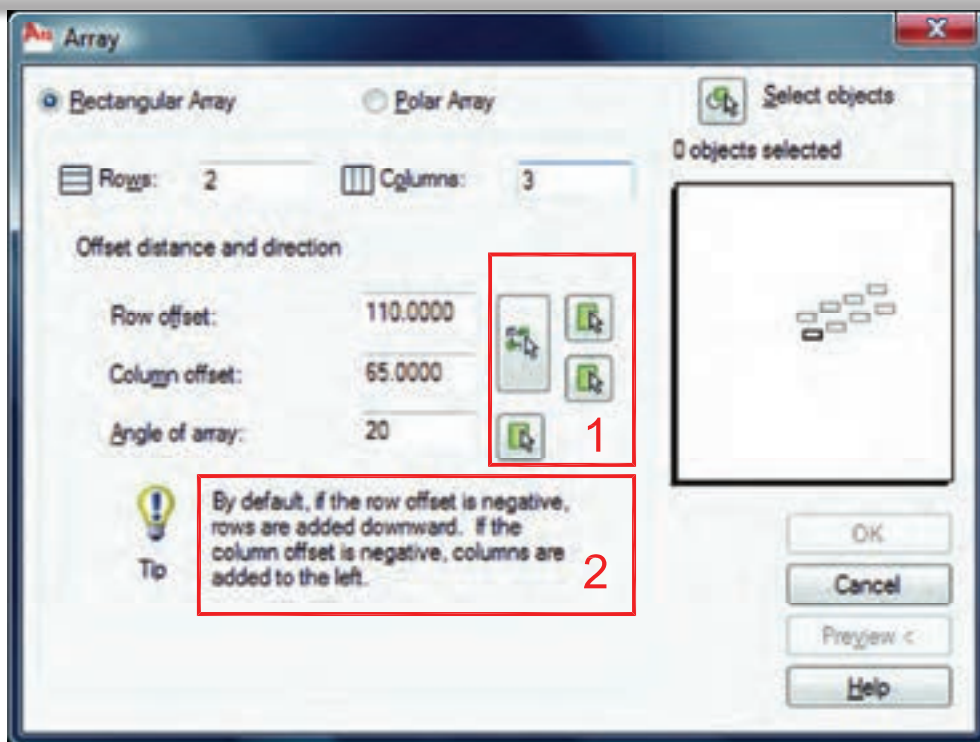 Array
Rectangular Array
Polar Array
Select objects
0 objects selected
Rows: 2
Columns: 3
Offset distance and direction
Row offset: 110.0000
Column offset: 65.0000
Angle of array: 20
1
Tip
By default, if the row offset is negative,
rows are added downward. If the
column offset is negative, columns are
added to the left.
2
OK
Cancel
Preview <
Help